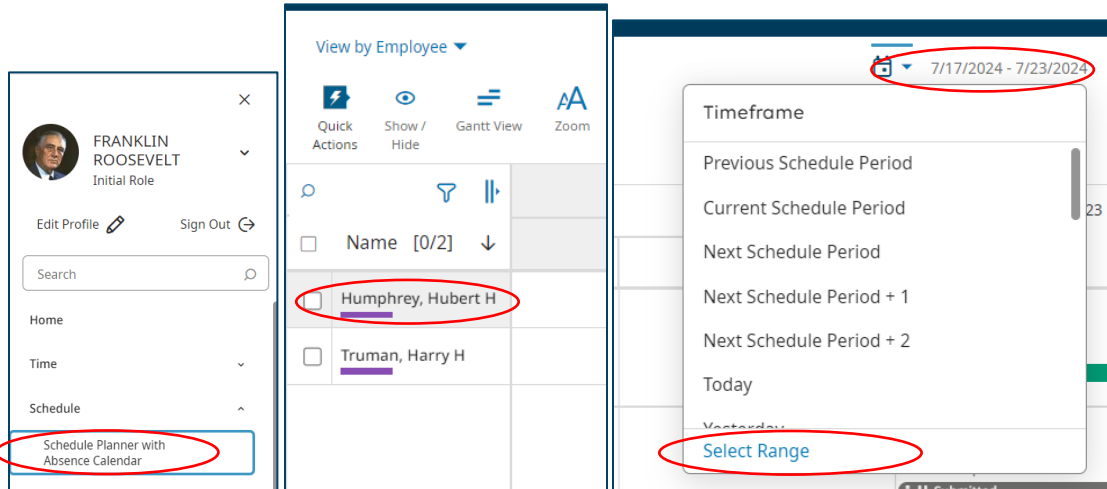 FRANKLIN
ROOSEVELT
Initial Role
Edit Profile
Sign Out
Search
Home
Time
Schedule
Schedule Planner with
Absence Calendar
View by Employee
Quick
Actions
Show /
Hide
Gantt View
Zoom
Name [0/2]
Humphrey, Hubert H
Truman, Harry H
7/17/2024 - 7/23/2024
Timeframe
Previous Schedule Period
Current Schedule Period
23
Next Schedule Period
Next Schedule Period + 1
Next Schedule Period + 2
Today
Yesterday
Select Range
Submitted